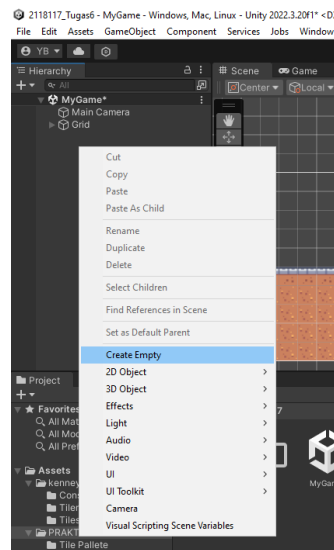 2118117_Tugas6 - MyGame - Windows, Mac, Linux - Unity 2022.3.20f1* <D
File Edit Assets GameObject Component Services Jobs Window
YB
Hierarchy
Scene Game
All
Center Local
MyGame*
Main Camera
Grid
Cut
Copy
Paste
Paste As Child
Rename
Duplicate
Delete
Select Children
Find References in Scene
Set as Default Parent
Create Empty
2D Object
3D Object
Effects
Light
Audio
Video
UI
UI Toolkit
Camera
Visual Scripting Scene Variables
Project
Favorites
All Mat
All Mod
All Pref
Assets
kenney
Con
Tiler
Tiles
PRAKT
Tile Pallete
7
MyGar